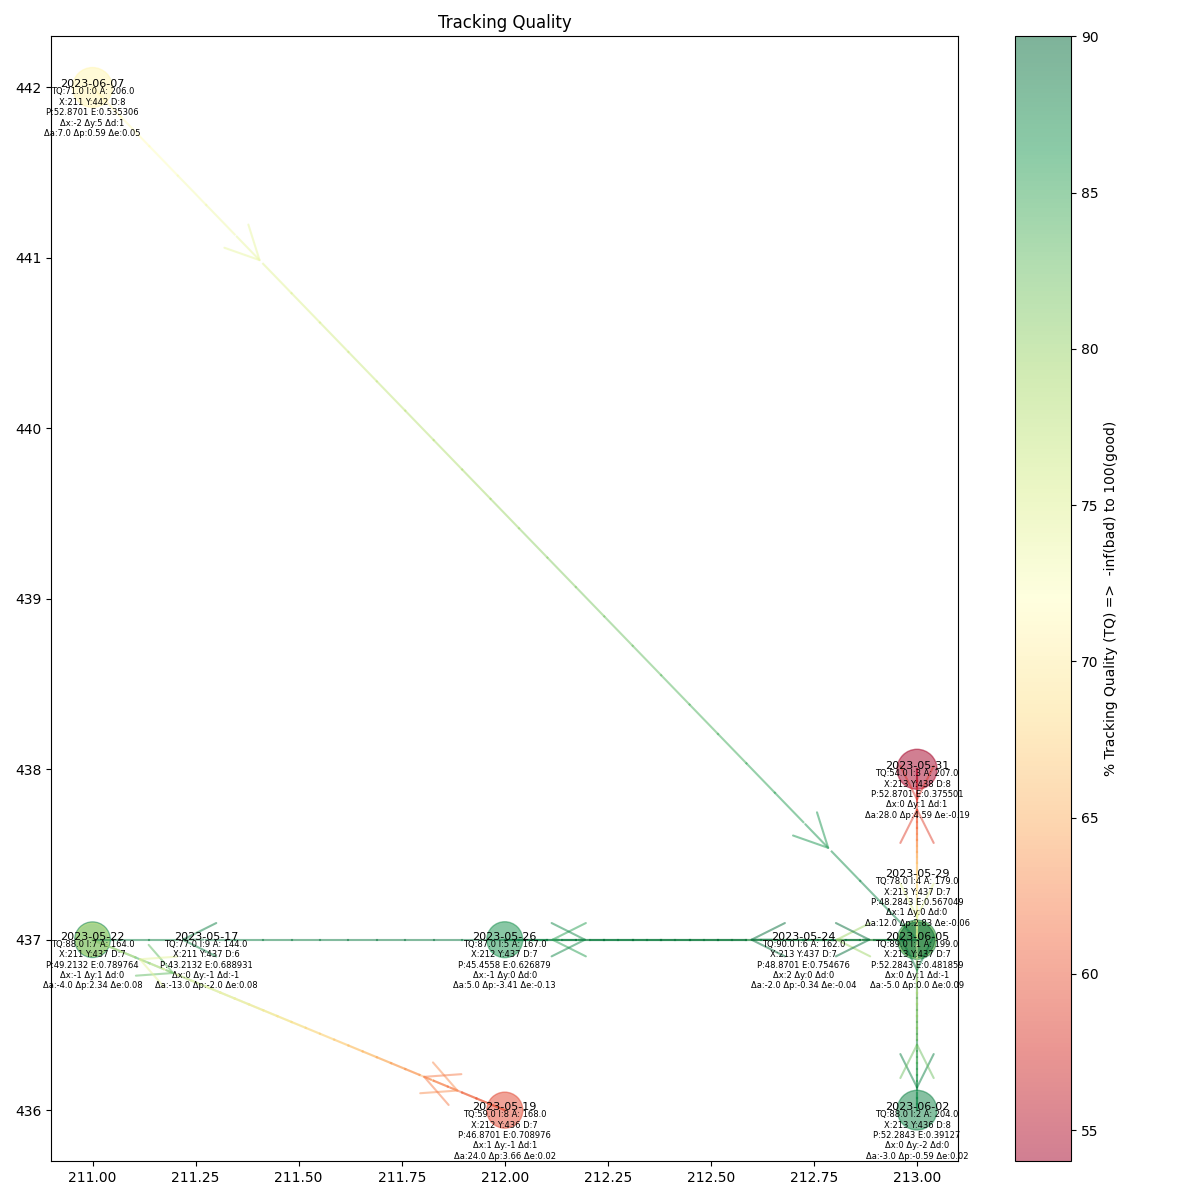 Tracking Quality
442
441
440
439
438
437
436
211.00
211.25
211.50
211.75
212.00
212.25
212.50
212.75
213.00
2023-06-07
TQ:71.0 I:0 A: 206.0
X:211 Y:442 D:8
P:52.8701 E:0.535306
Δx:-2 Δy:5 Δd:1
Δa:7.0 Δp:0.59 Δe:0.05
2023-05-31
TQ:54.0 I:3 A: 207.0
X:213 Y:438 D:8
P:52.8701 E:0.375501
Δx:0 Δy:1 Δd:1
Δa:28.0 Δp:4.59 Δe:-0.19
2023-05-29
TQ:78.0 I:4 A: 179.0
X:213 Y:437 D:7
P:48.2843 E:0.567049
Δx:1 Δy:0 Δd:0
Δa:12.0 Δp:2.83 Δe:-0.06
2023-05-22
TQ:88.0 I:7 A: 164.0
X:211 Y:437 D:7
P:49.2132 E:0.789764
Δx:-1 Δy:1 Δd:0
Δa:-4.0 Δp:2.34 Δe:0.08
2023-05-17
TQ:77.0 I:9 A: 144.0
X:211 Y:437 D:6
P:43.2132 E:0.688931
Δx:0 Δy:-1 Δd:-1
Δa:-13.0 Δp:-2.0 Δe:0.08
2023-05-26
TQ:87.0 I:5 A: 167.0
X:212 Y:437 D:7
P:45.4558 E:0.626879
Δx:-1 Δy:0 Δd:0
Δa:5.0 Δp:-3.41 Δe:-0.13
2023-05-24
TQ:90.0 I:6 A: 162.0
X:213 Y:437 D:7
P:48.8701 E:0.754676
Δx:2 Δy:0 Δd:0
Δa:-2.0 Δp:-0.34 Δe:-0.04
2023-06-05
TQ:89.0 I:1 A: 199.0
X:213 Y:437 D:7
P:52.2843 E:0.481859
Δx:0 Δy:1 Δd:-1
Δa:-5.0 Δp:0.0 Δe:0.09
2023-05-19
TQ:59.0 I:8 A: 168.0
X:212 Y:436 D:7
P:46.8701 E:0.708976
Δx:1 Δy:-1 Δd:1
Δa:24.0 Δp:3.66 Δe:0.02
2023-06-02
TQ:88.0 I:2 A: 204.0
X:213 Y:436 D:8
P:52.2843 E:0.39127
Δx:0 Δy:-2 Δd:0
Δa:-3.0 Δp:-0.59 Δe:0.02
90
85
80
75
70
65
60
55
% Tracking Quality (TQ) =>  -inf(bad) to 100(good)